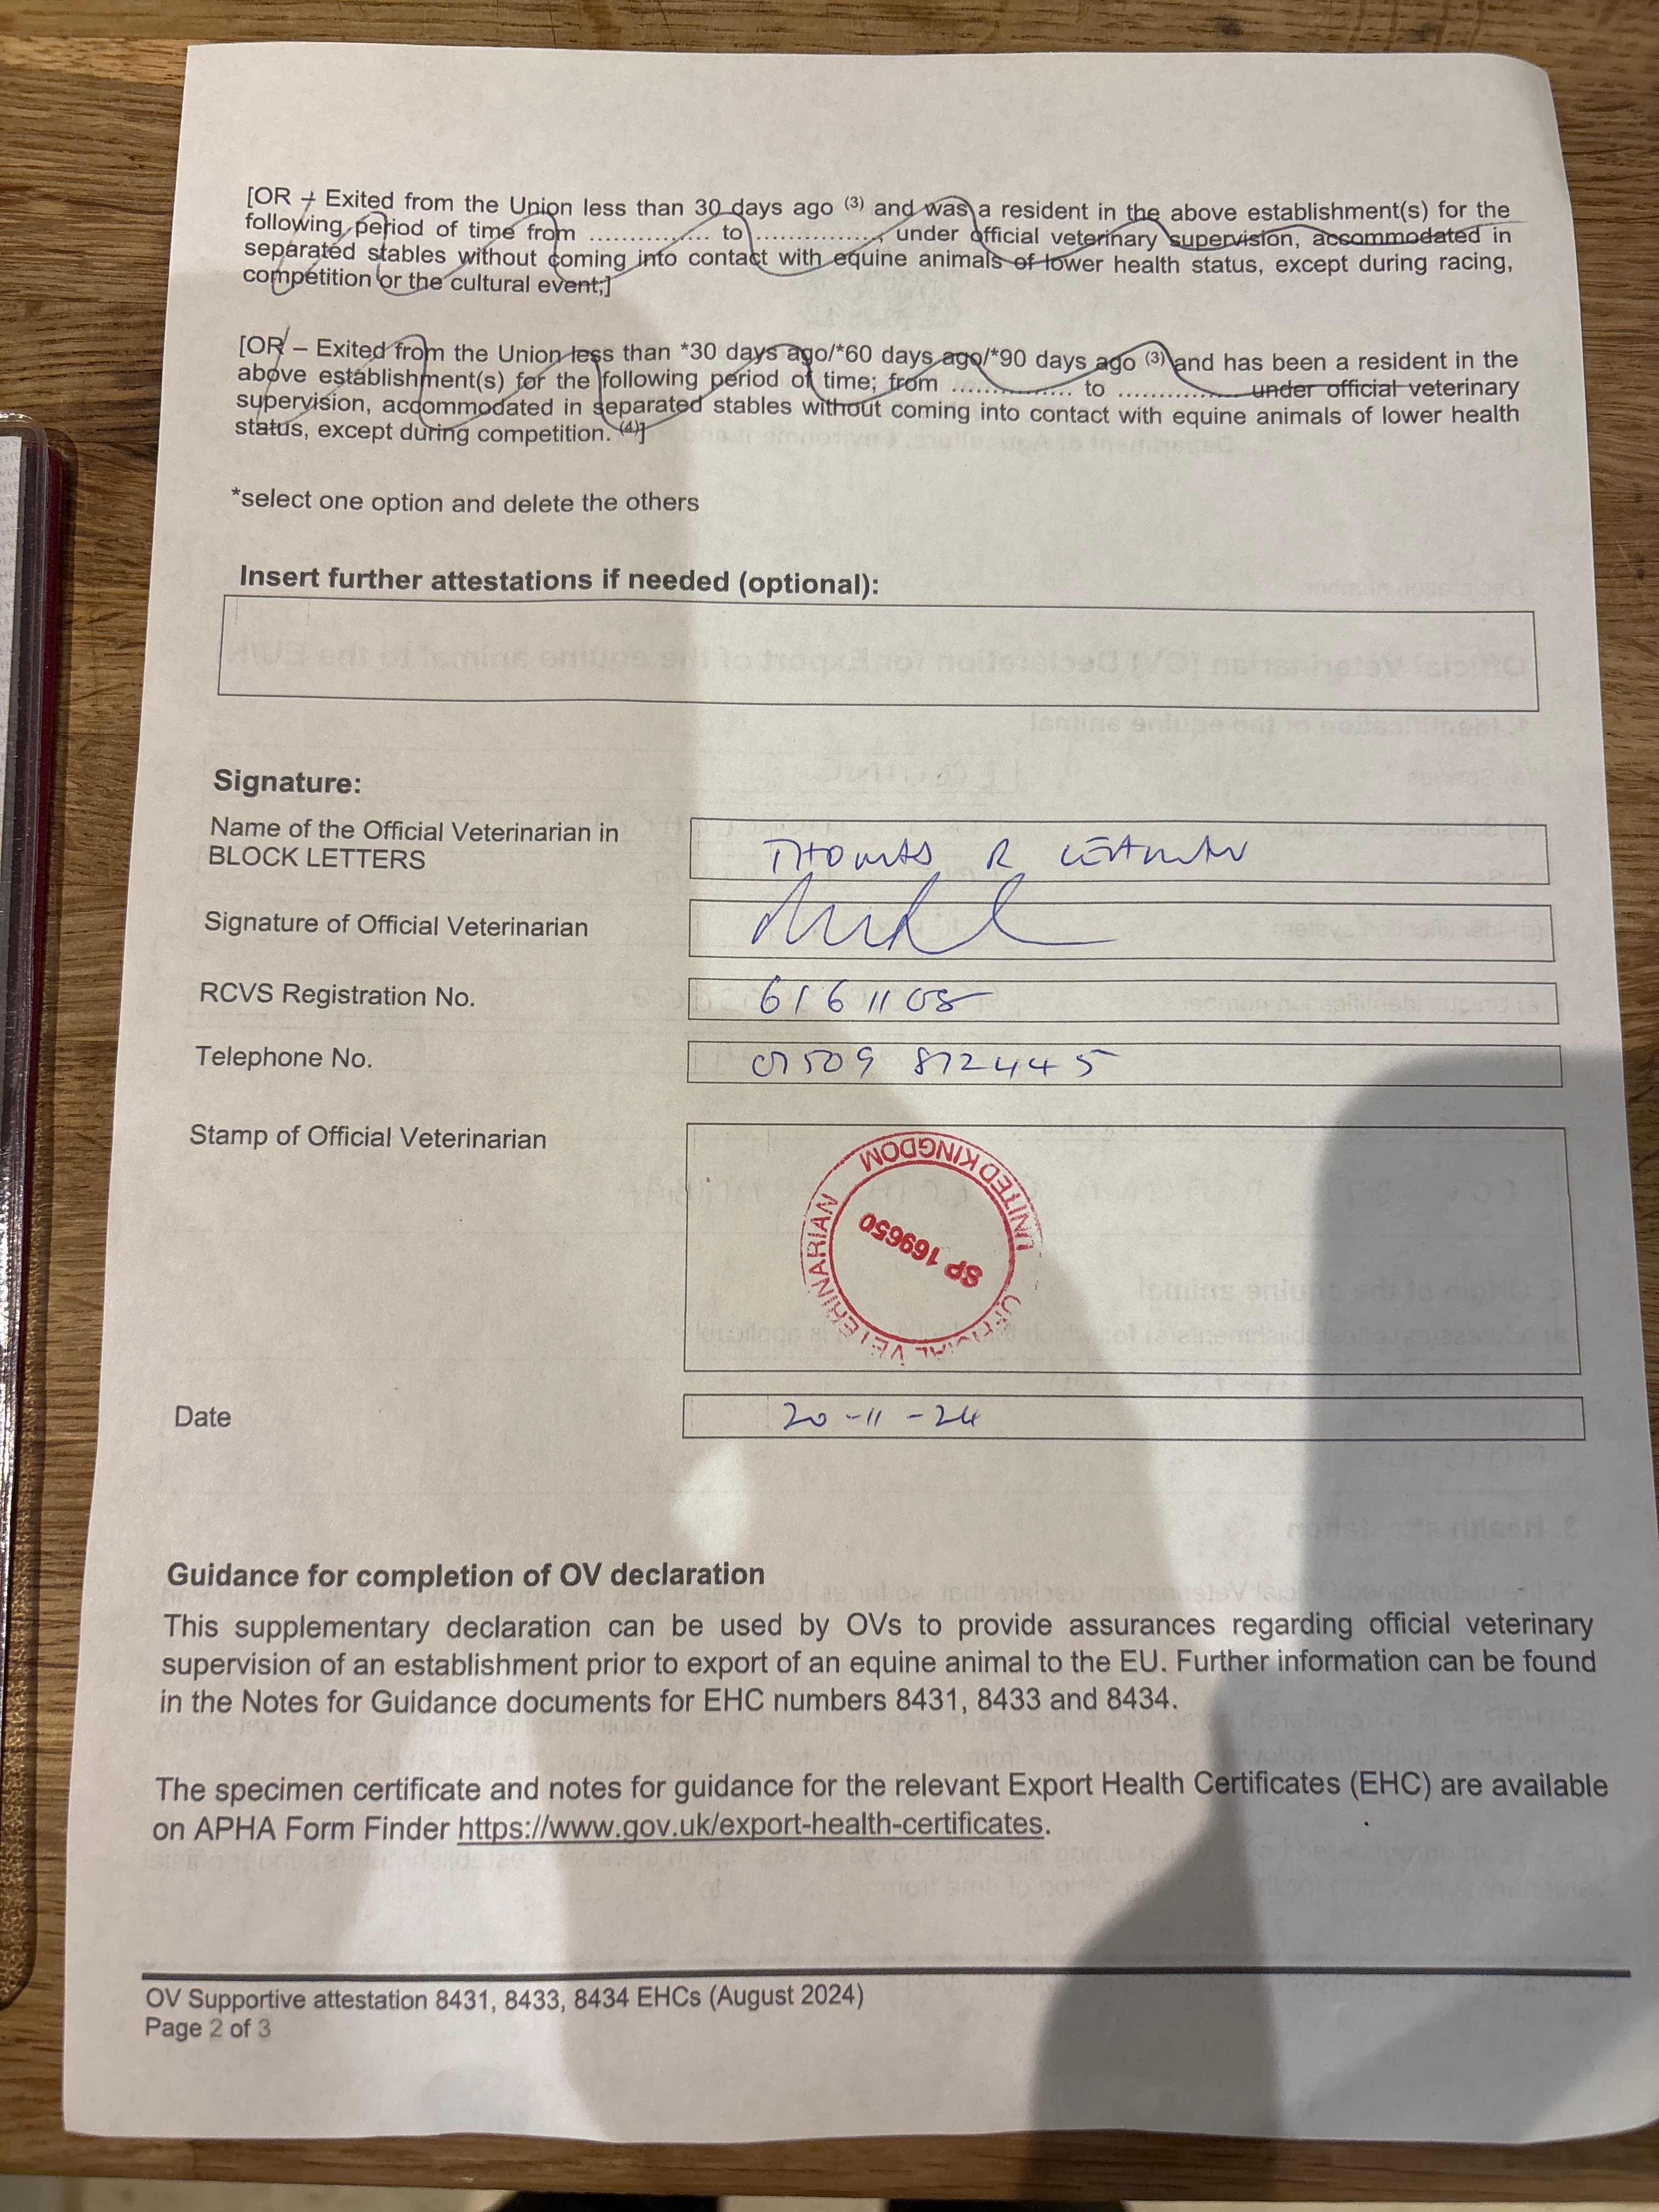 [OR – Exited from the Union less than 30 days ago (3) and was a resident in the above establishment(s) for the
following period of time from ................ to ................, under official veterinary supervision, accommodated in
separated stables without coming into contact with equine animals of lower health status, except during racing,
competition or the cultural event;]
[OR – Exited from the Union less than *30 days ago/*60 days ago/*90 days ago (3) and has been a resident in the
above establishment(s) for the following period of time; from ................ to ................ under official veterinary
supervision, accommodated in separated stables without coming into contact with equine animals of lower health
status, except during competition. (4)]
*select one option and delete the others
Insert further attestations if needed (optional):
Signature:
Name of the Official Veterinarian in
BLOCK LETTERS
THOMAS R
Signature of Official Veterinarian
RCVS Registration No.
6161108
Telephone No.
01509 872445
Stamp of Official Veterinarian
OFFICIAL VETERINARIAN UNITED KINGDOM
SP 169650
Date
20-11-24
Guidance for completion of OV declaration
This supplementary declaration can be used by OVs to provide assurances regarding official veterinary
supervision of an establishment prior to export of an equine animal to the EU. Further information can be found
in the Notes for Guidance documents for EHC numbers 8431, 8433 and 8434.
The specimen certificate and notes for guidance for the relevant Export Health Certificates (EHC) are available
on APHA Form Finder https://www.gov.uk/export-health-certificates.
OV Supportive attestation 8431, 8433, 8434 EHCs (August 2024)
Page 2 of 3